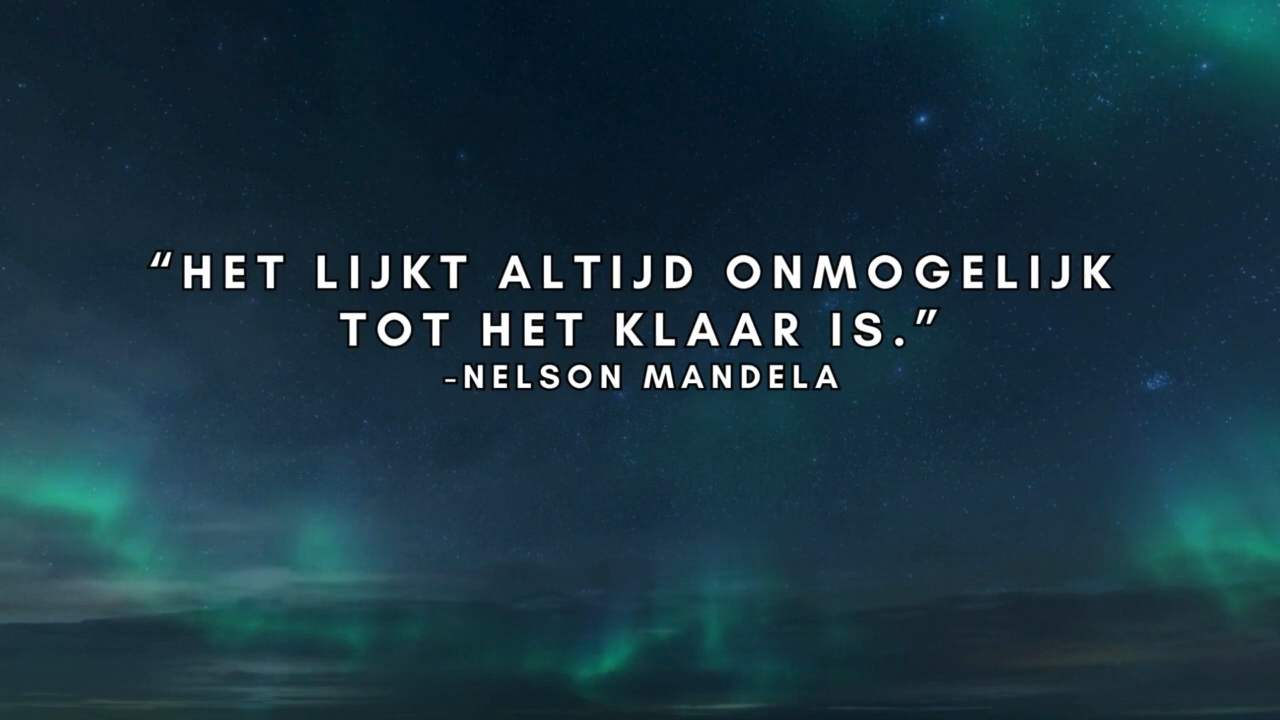 “HET LIJKT ALTIJD ONMOGELIJK
TOT HET KLAAR IS.”
-NELSON MANDELA